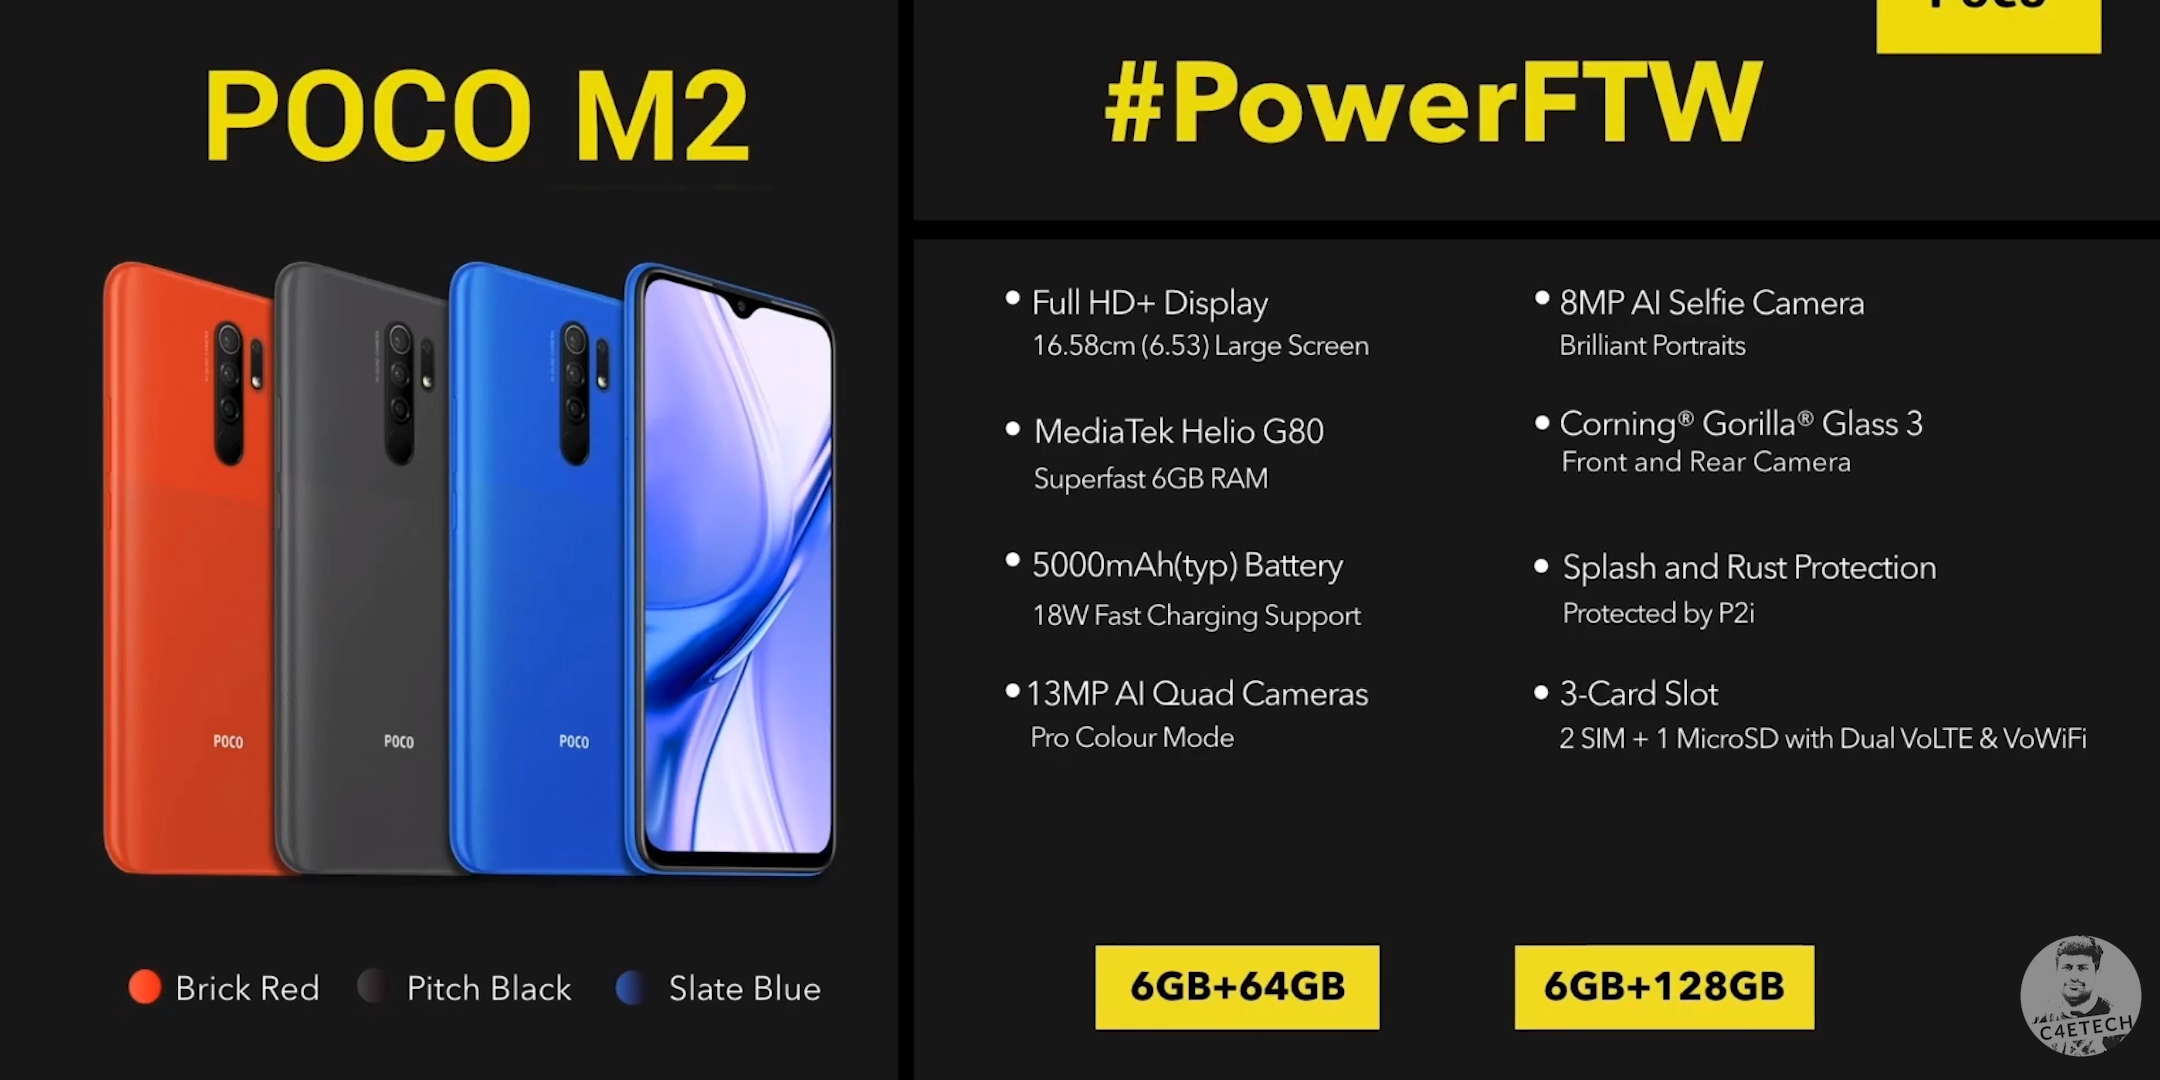 POCO M2
POCO
POCO
POCO
Brick Red
Pitch Black
Slate Blue
POCO
#PowerFTW
Full HD+ Display
16.58cm (6.53) Large Screen
MediaTek Helio G80
Superfast 6GB RAM
5000mAh(typ) Battery
18W Fast Charging Support
13MP AI Quad Cameras
Pro Colour Mode
8MP AI Selfie Camera
Brilliant Portraits
Corning® Gorilla® Glass 3
Front and Rear Camera
Splash and Rust Protection
Protected by P2i
3-Card Slot
2 SIM + 1 MicroSD with Dual VoLTE & VoWiFi
6GB+64GB
6GB+128GB
C4ETECH